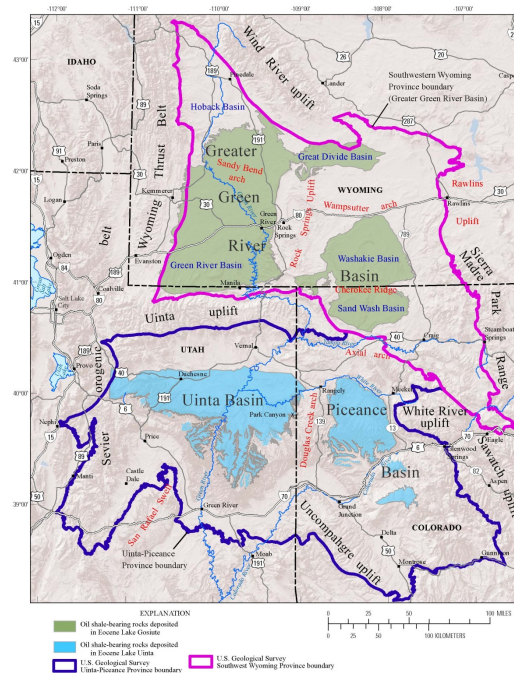 112°00' 111°00' 110°00' 109°00' 108°00' 107°00'
43°00'
42°00'
41°00'
40°00'
39°00'
IDAHO
Soda
Springs
Paris
Preston
Logan
Ogden
Coalville
Salt Lake
City
Provo
Nephi
Manti
Wyoming Thrust Belt
belt
Sevier
orogenic
Kemmerer
Evanston
Hoback Basin
Pinedale
Wind River uplift
Lander
Southwestern Wyoming
Province boundary
(Greater Green River Basin)
Greater
Green
River
Basin
Sandy Bend
arch
Great Divide Basin
WYOMING
Rawlins
Rawlins
Uplift
Wampsutter arch
Rock Springs Uplift
Green
River
Rock
Springs
Green River Basin
Manila
Washakie Basin
Cherokee Ridge
Sand Wash Basin
Sierra Madre
Park
Range
Steamboat
Springs
Craig
Uinta uplift
UTAH
Vernal
Axial arch
Duchesne
Uinta Basin
Park Canyon
Rangely
Douglas Creek arch
Piceance
Basin
Meeker
White River
uplift
Eagle
Glenwood
Springs
Sawatch uplift
Aspen
Price
Castle
Dale
San Rafael Swell
Green River
Uinta-Piceance
Province boundary
Moab
Colorado River
Grand
Junction
Uncompahgre uplift
COLORADO
Delta
Montrose
Gunnison
EXPLANATION
Oil shale-bearing rocks deposited
in Eocene Lake Gosiute
Oil shale-bearing rocks deposited
in Eocene Lake Uinta
U.S. Geological Survey
Uinta-Piceance Province boundary
U.S. Geological Survey
Southwest Wyoming Province boundary
0 25 50 100 MILES
0 25 50 100 KILOMETERS